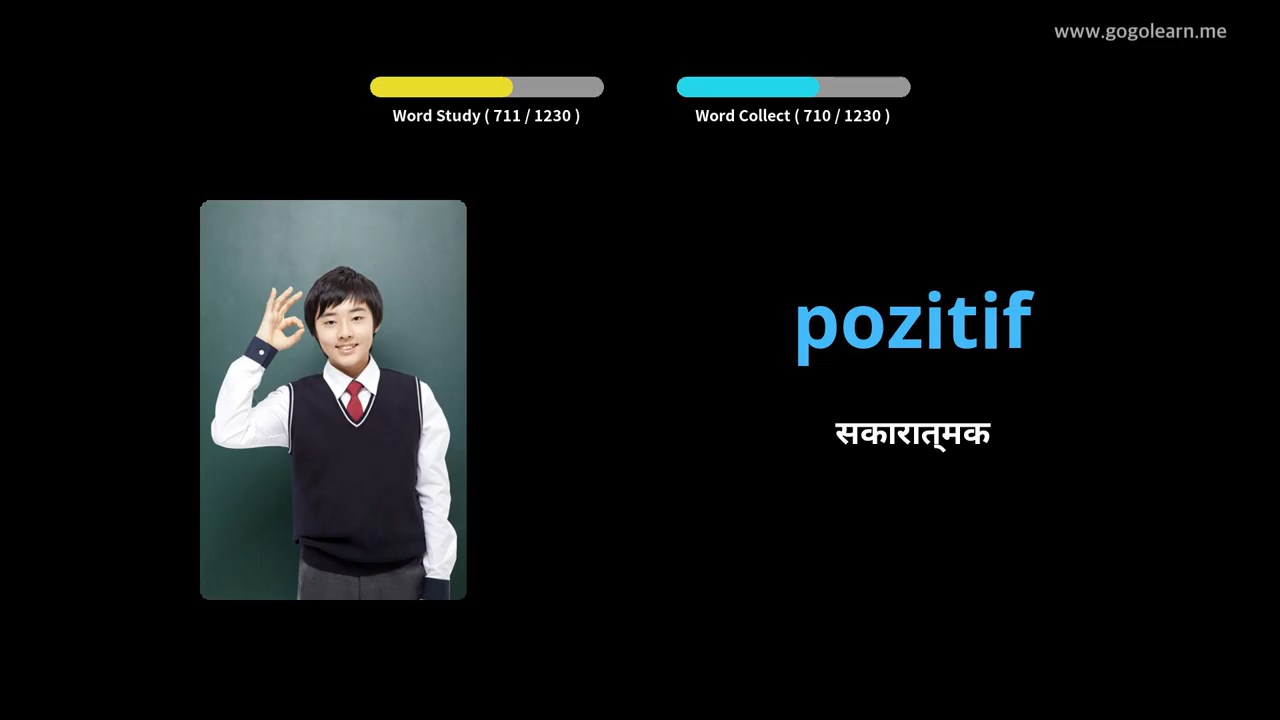 www.gogolearn.me
Word Study ( 711 / 1230 )
Word Collect ( 710 / 1230 )
pozitif
सकारात्मक